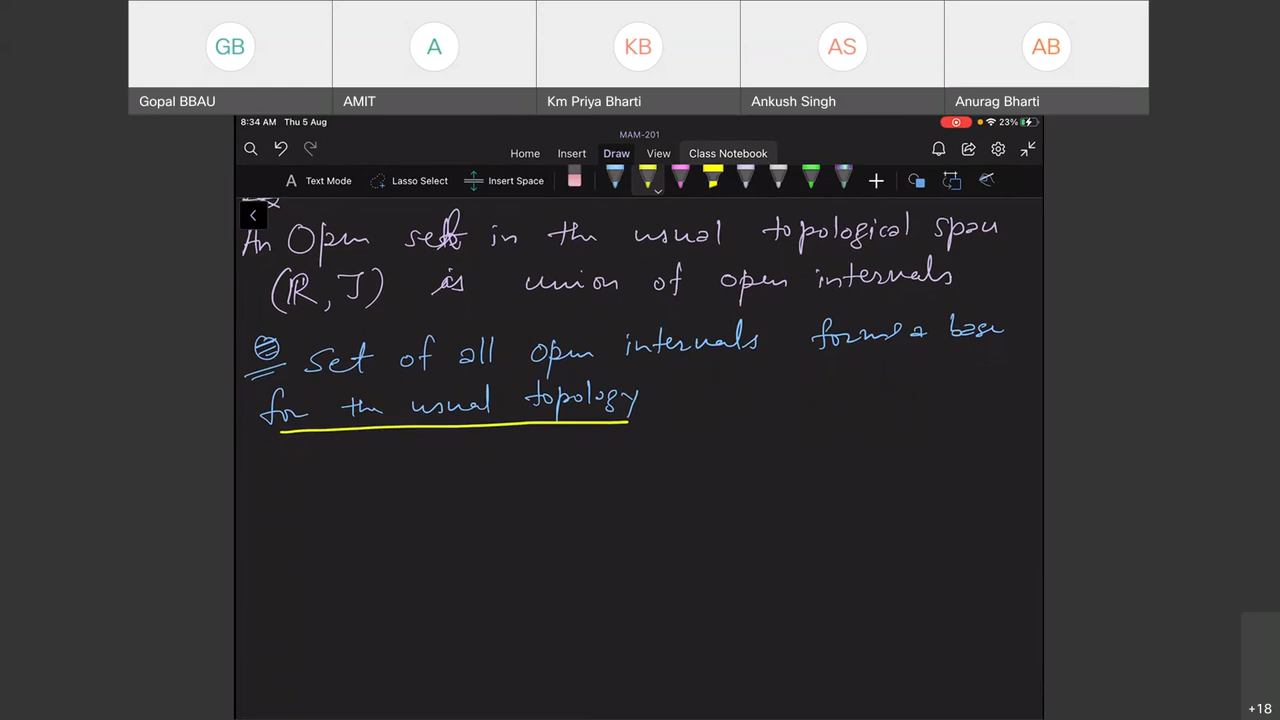 GB
A
KB
AS
AB
Gopal BBAU
AMIT
Km Priya Bharti
Ankush Singh
Anurag Bharti
8:34 AM Thu 5 Aug
23%
MAM-201
Home Insert Draw View Class Notebook
Text Mode Lasso Select Insert Space
An Open set in the usual topological space
(ℝ, T) is union of open intervals
Set of all open intervals forms a base
for the usual topology
+18